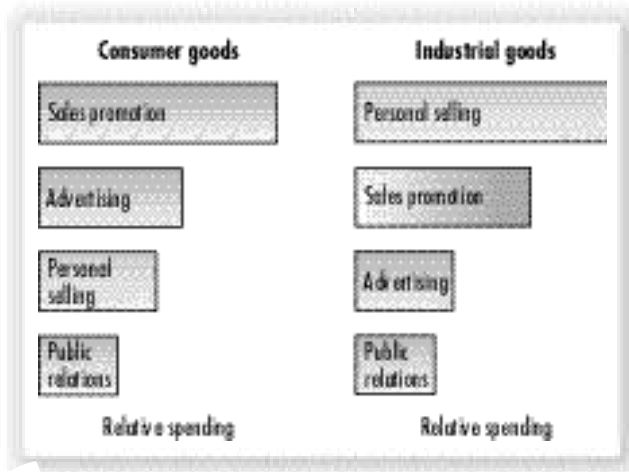 Consumer goods
Sales promotion
Advertising
Personal
selling
Public
relations
Relative spending
Industrial goods
Personal selling
Sales promotion
Advertising
Public
relations
Relative spending